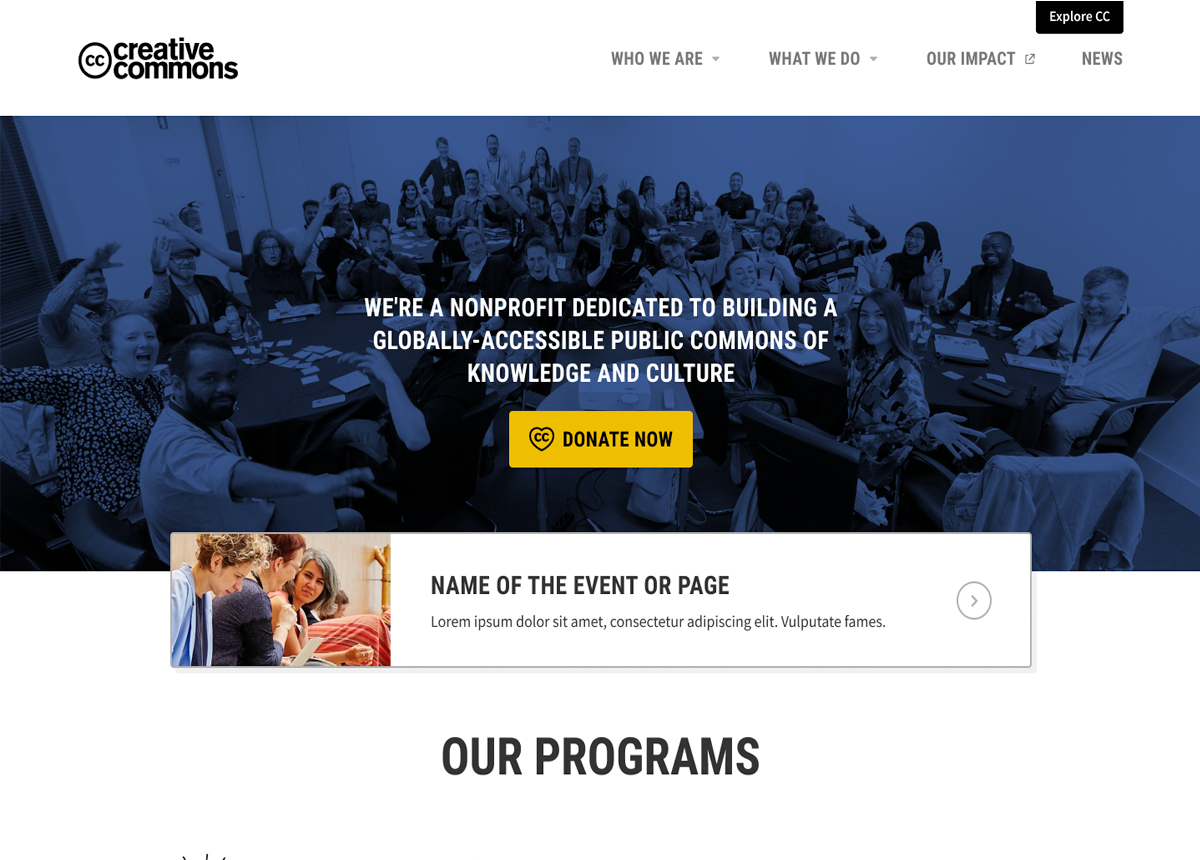 Explore CC
cc creative
commons
WHO WE ARE
WHAT WE DO
OUR IMPACT
NEWS
WE'RE A NONPROFIT DEDICATED TO BUILDING A
GLOBALLY-ACCESSIBLE PUBLIC COMMONS OF
KNOWLEDGE AND CULTURE
CC DONATE NOW
NAME OF THE EVENT OR PAGE
Lorem ipsum dolor sit amet, consectetur adipiscing elit. Vulputate fames.
OUR PROGRAMS